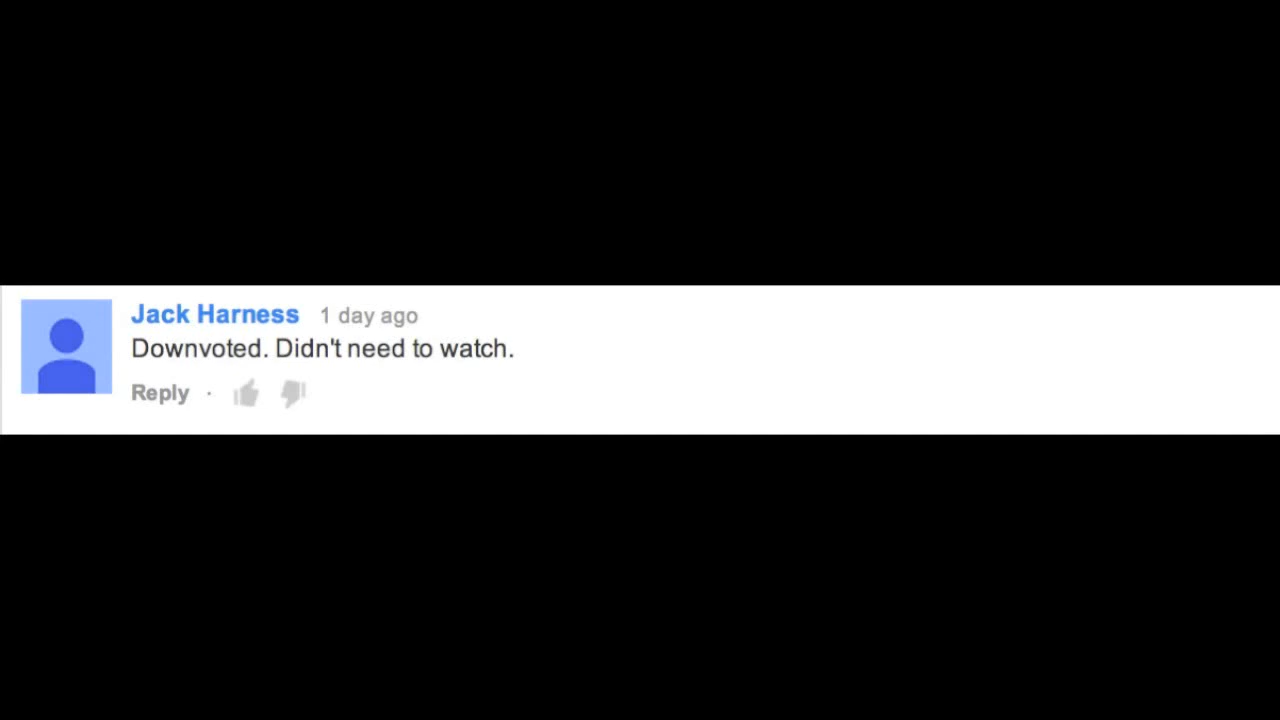 Jack Harness 1 day ago
Downvoted. Didn't need to watch.
Reply ·